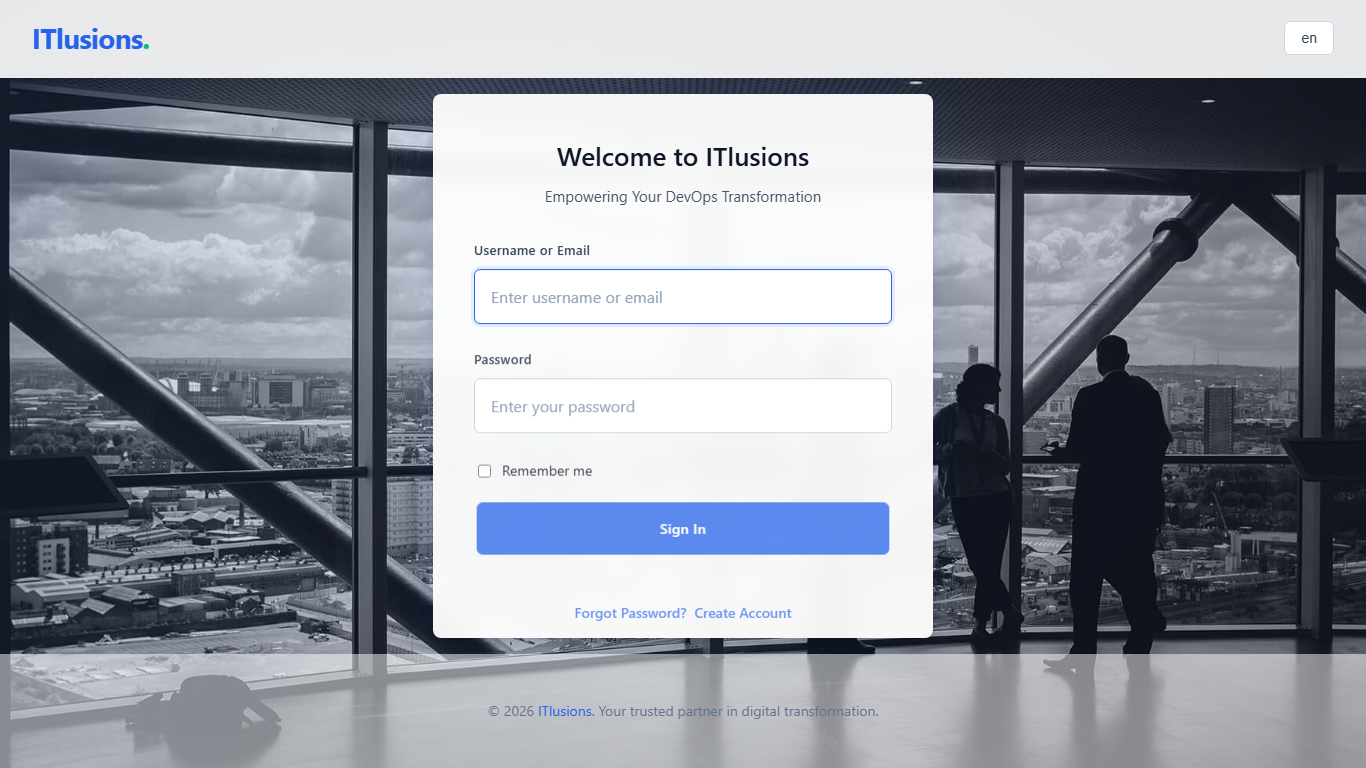 ITlusions.
en
Welcome to ITlusions
Empowering Your DevOps Transformation
Username or Email
Enter username or email
Password
Enter your password
Remember me
Sign In
Forgot Password? Create Account
© 2026 ITlusions. Your trusted partner in digital transformation.